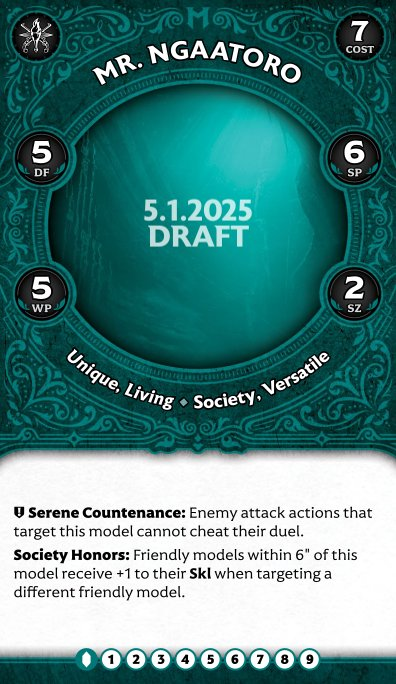 MR. NGAATORO
7
COST
5
DF
6
SP
5.1.2025
DRAFT
5
WP
2
SZ
Unique, Living ◆ Society, Versatile
Serene Countenance: Enemy attack actions that
target this model cannot cheat their duel.
Society Honors: Friendly models within 6" of this
model receive +1 to their Skl when targeting a
different friendly model.
1 2 3 4 5 6 7 8 9